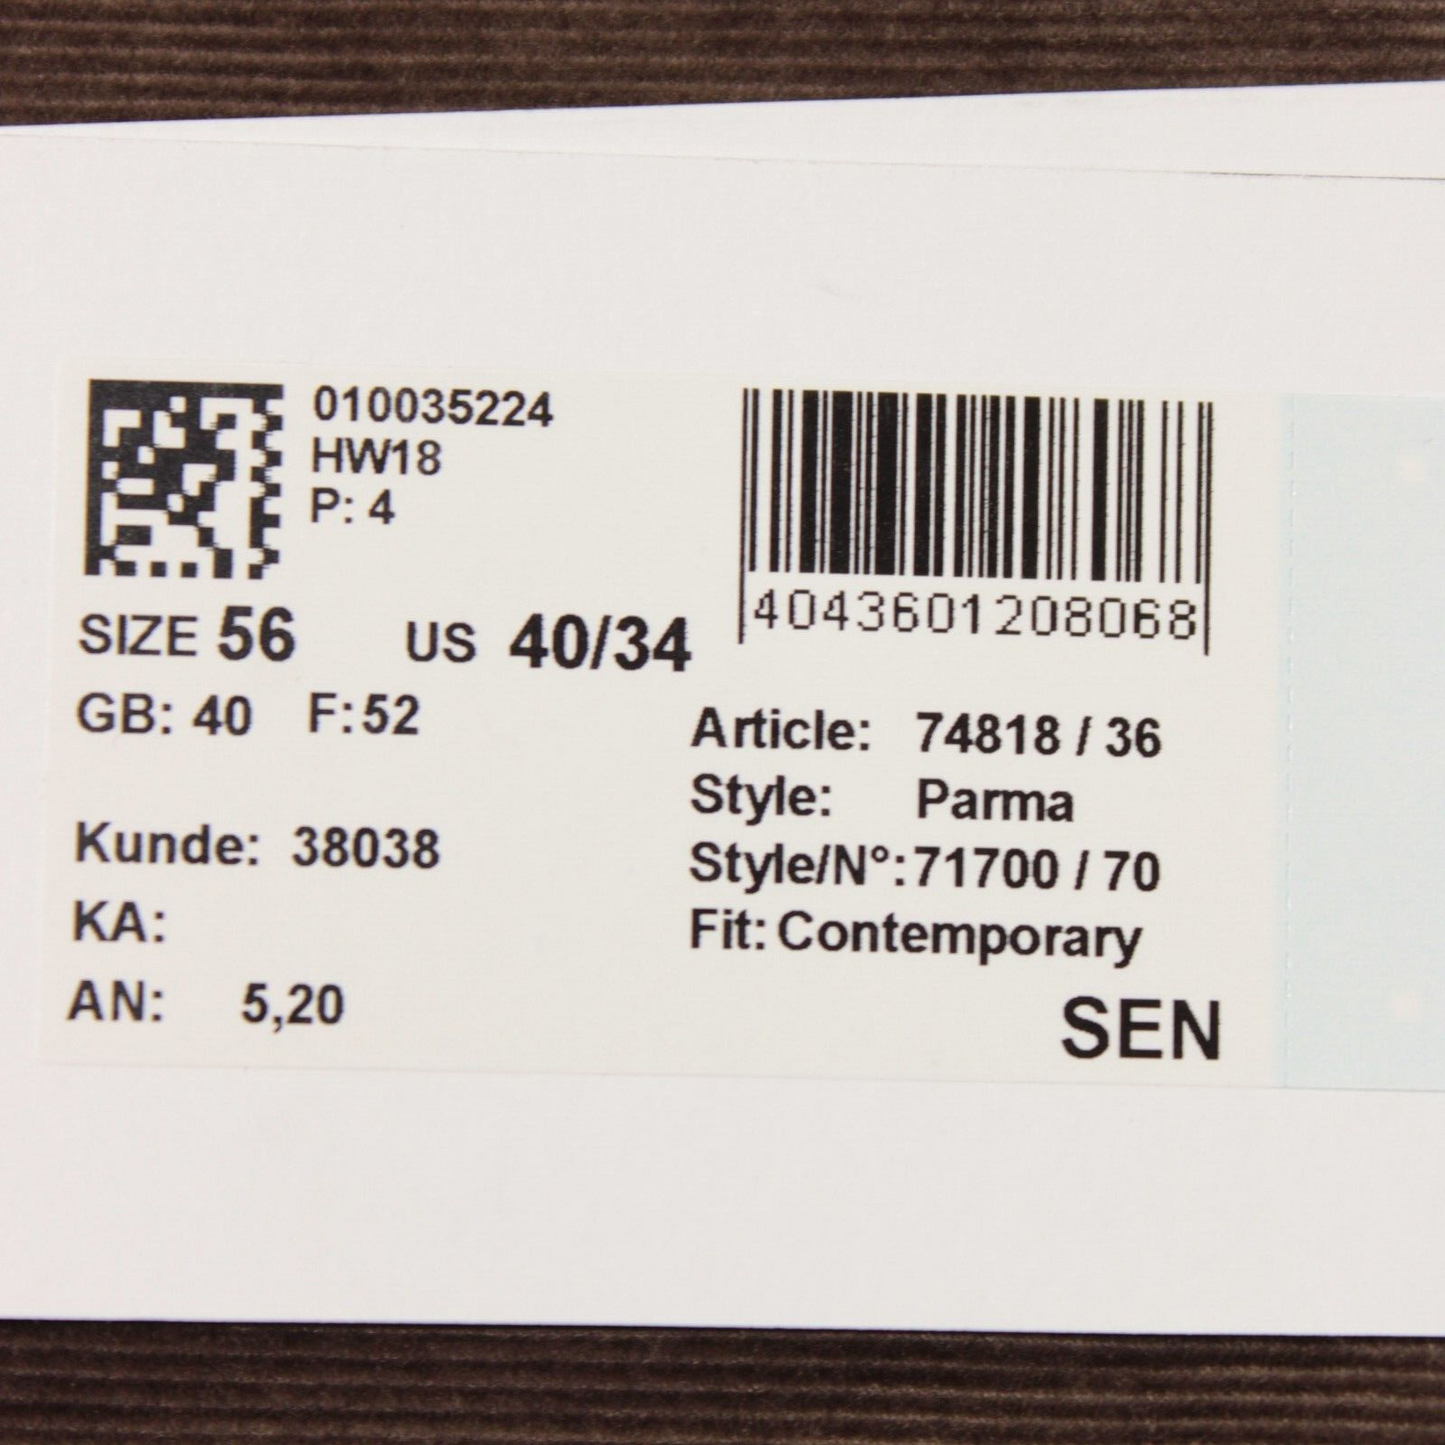 010035224
HW18
P: 4
4043601208068
SIZE 56 US 40/34
GB: 40 F: 52
Kunde: 38038
KA:
AN: 5,20
Article: 74818 / 36
Style: Parma
Style/N°: 71700 / 70
Fit: Contemporary
SEN